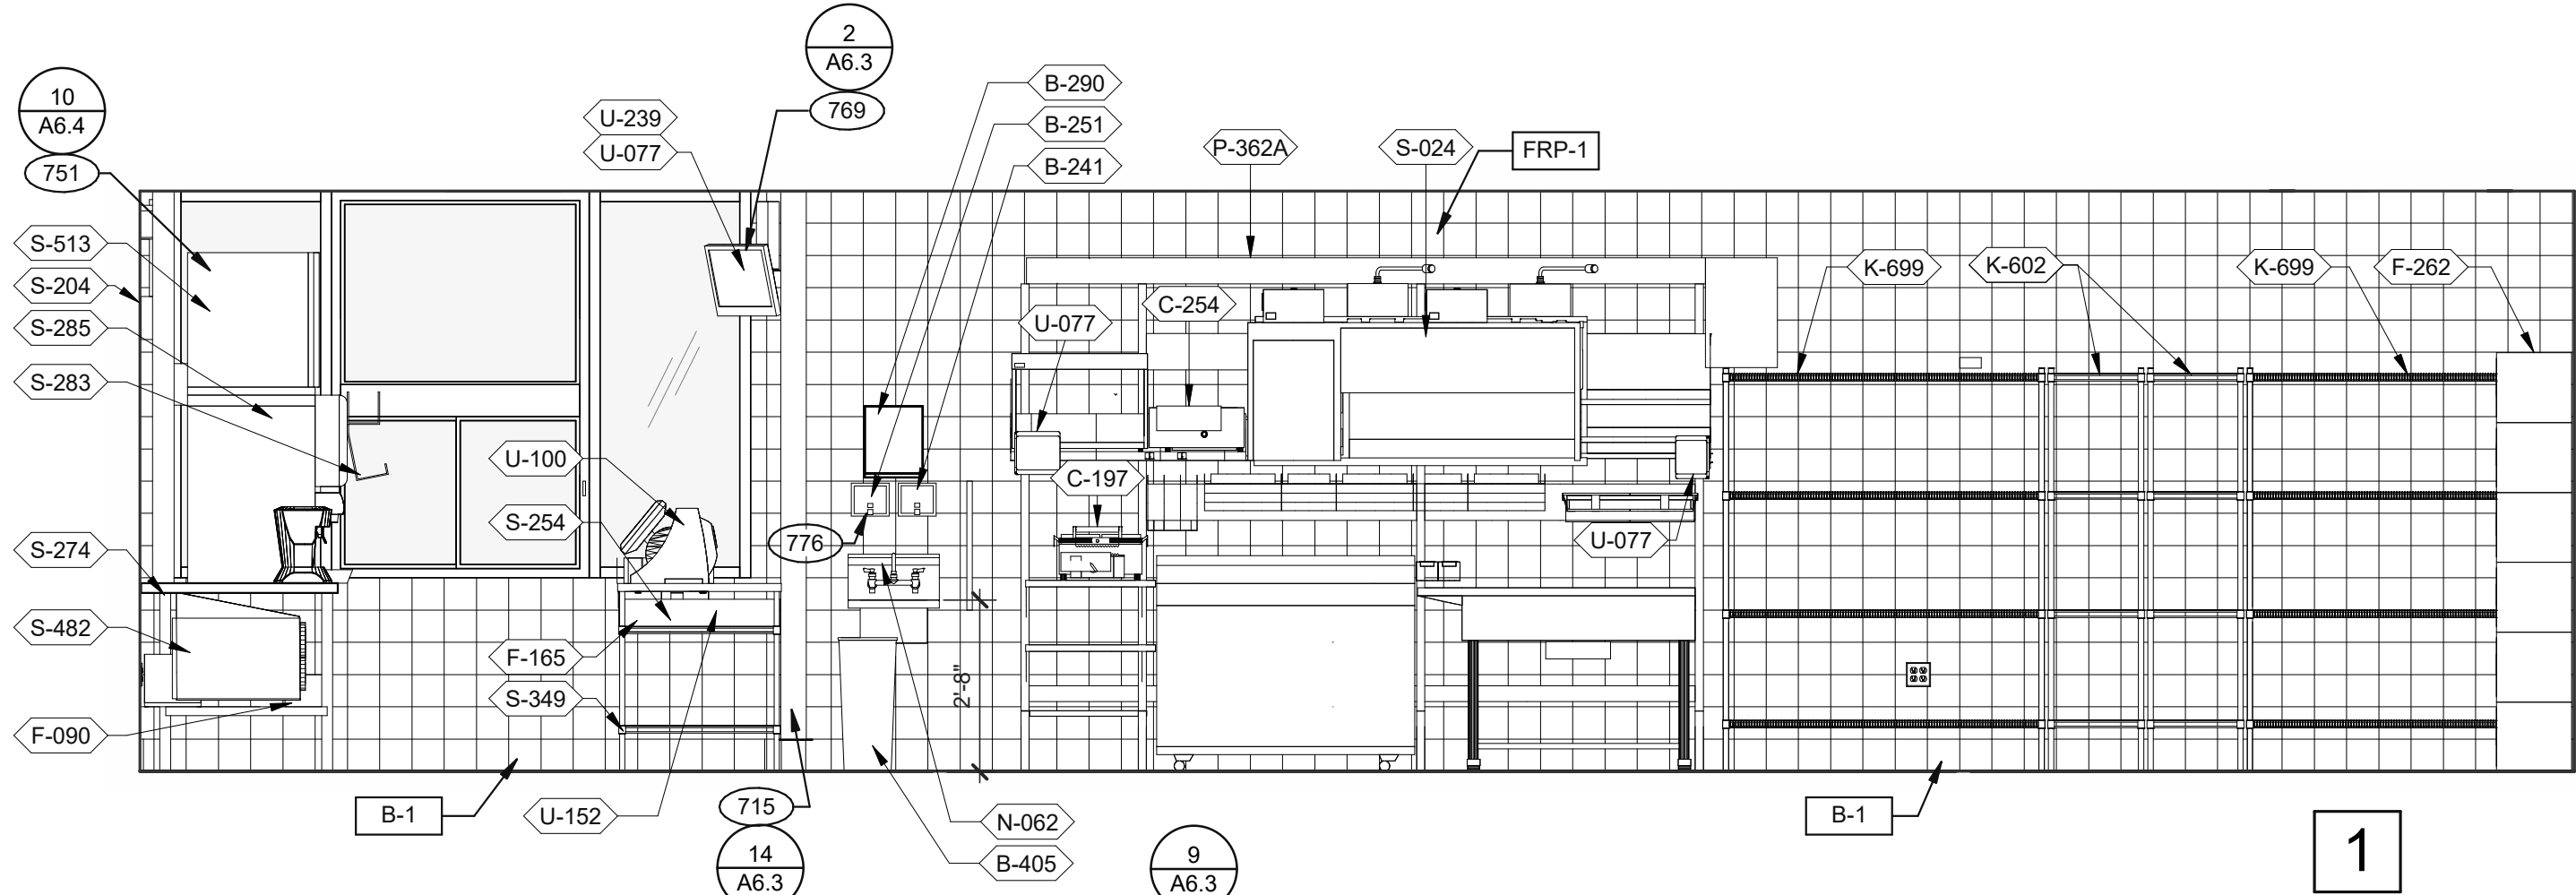 2
A6.3
769
10
A6.4
751
U-239
U-077
B-290
B-251
B-241
P-362A
S-024
FRP-1
S-513
S-204
S-285
S-283
S-274
S-482
F-090
U-077
C-254
K-699
K-602
K-699
F-262
U-100
S-254
F-165
S-349
C-197
776
U-077
2'-8"
B-1
U-152
715
14
A6.3
N-062
B-405
9
A6.3
B-1
1